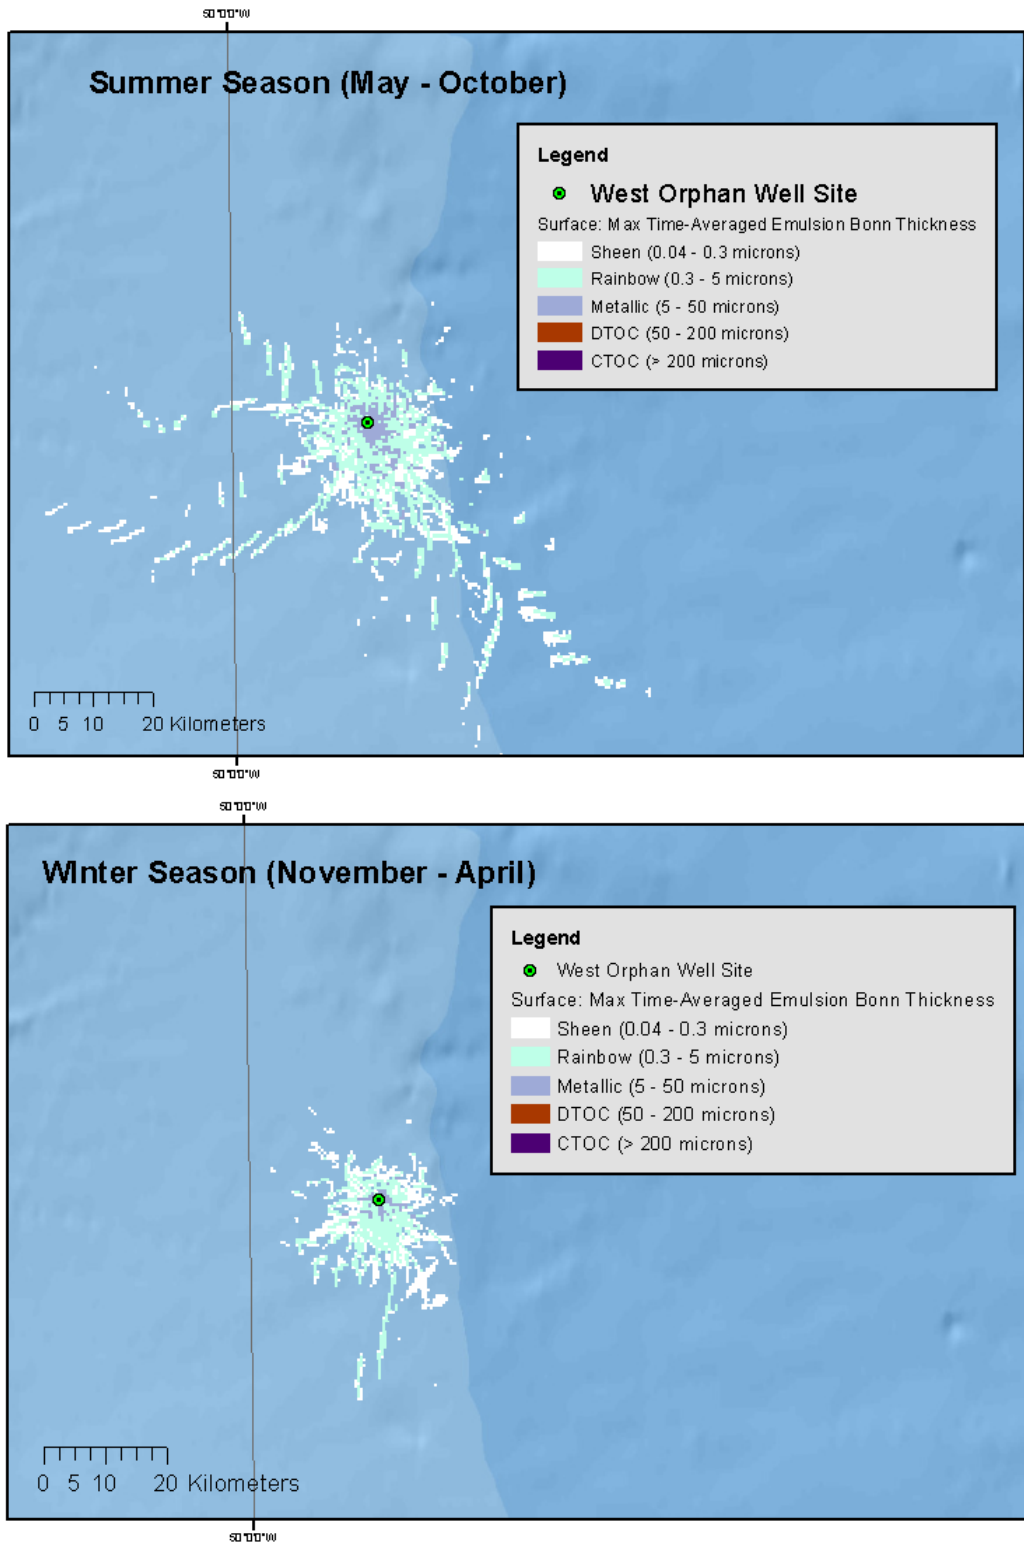 50°0'0"W
Summer Season (May - October)
Legend
West Orphan Well Site
Surface: Max Time-Averaged Emulsion Bonn Thickness
Sheen (0.04 - 0.3 microns)
Rainbow (0.3 - 5 microns)
Metallic (5 - 50 microns)
DTOC (50 - 200 microns)
CTOC (> 200 microns)
0 5 10 20 Kilometers
50°0'0"W
50°0'0"W
WInter Season (November - April)
Legend
West Orphan Well Site
Surface: Max Time-Averaged Emulsion Bonn Thickness
Sheen (0.04 - 0.3 microns)
Rainbow (0.3 - 5 microns)
Metallic (5 - 50 microns)
DTOC (50 - 200 microns)
CTOC (> 200 microns)
0 5 10 20 Kilometers
50°0'0"W